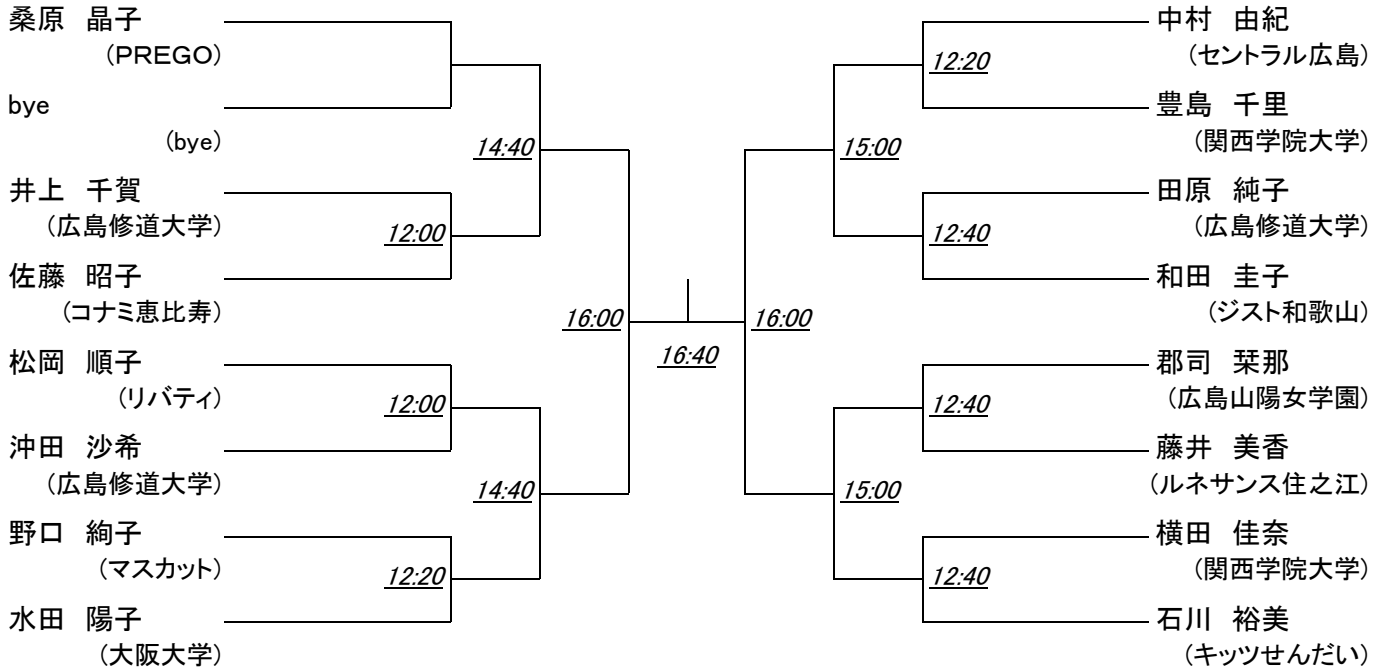 桑原　晶子
(PREGO)
bye
(bye)
14:40
井上　千賀
(広島修道大学)
12:00
佐藤　昭子
(コナミ恵比寿)
16:00
松岡　順子
(リバティ)
12:00
沖田　沙希
(広島修道大学)
14:40
野口　絢子
(マスカット)
12:20
水田　陽子
(大阪大学)
16:40
中村　由紀
(セントラル広島)
12:20
豊島　千里
(関西学院大学)
15:00
田原　純子
(広島修道大学)
12:40
和田　圭子
(ジスト和歌山)
16:00
郡司　栞那
(広島山陽女学園)
12:40
藤井　美香
(ルネサンス住之江)
15:00
横田　佳奈
(関西学院大学)
12:40
石川　裕美
(キッツせんだい)